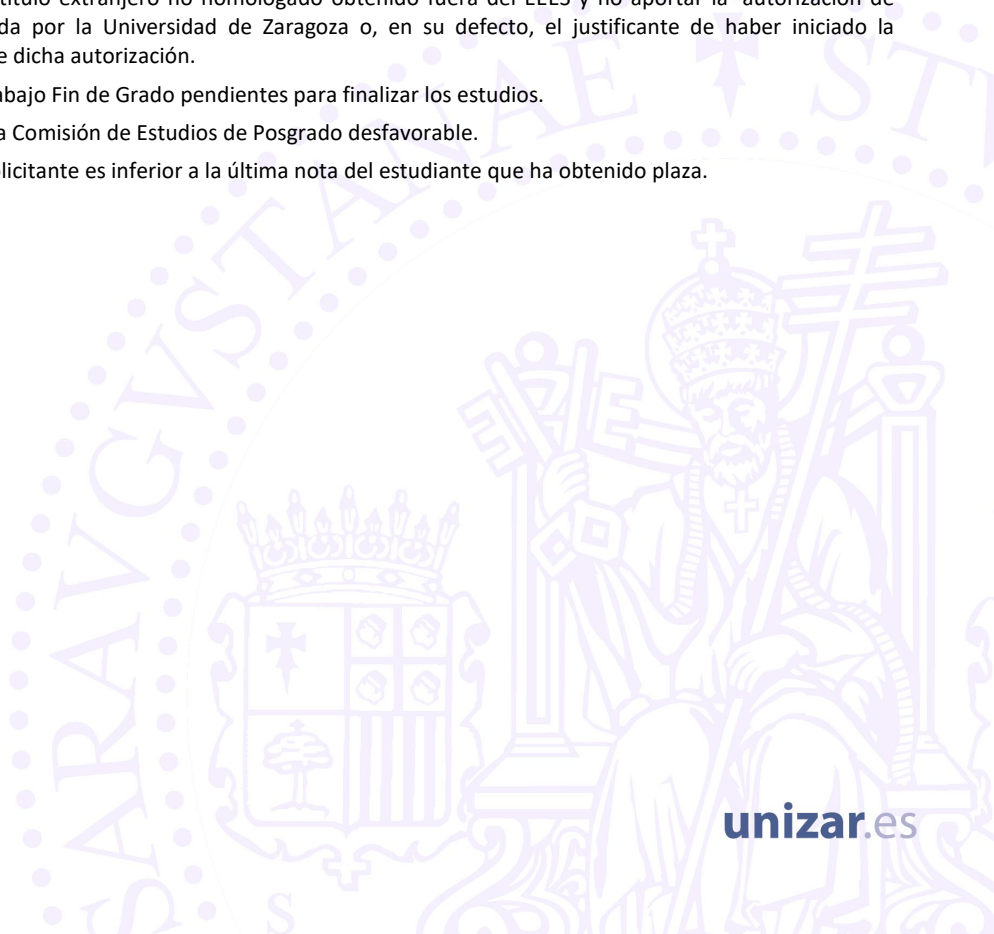 título extranjero no homologado obtenido fuera del EEES y no aportar la autorización de
da por la Universidad de Zaragoza o, en su defecto, el justificante de haber iniciado la
e dicha autorización.
abajo Fin de Grado pendientes para finalizar los estudios.
a Comisión de Estudios de Posgrado desfavorable.
olicitante es inferior a la última nota del estudiante que ha obtenido plaza.
SARAVGVSTANAE STV
S
unizar.es